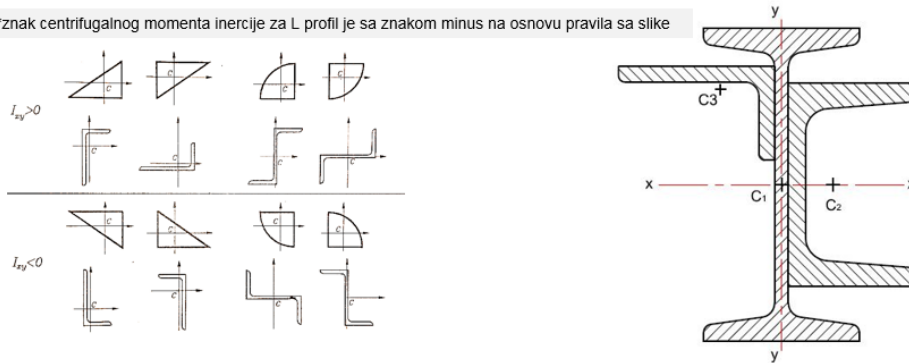 *znak centrifugalnog momenta inercije za L profil je sa znakom minus na osnovu pravila sa slike
I_xy>0
c
c
c
c
c
c
c
c
I_xy<0
c
c
c
c
c
c
c
c
y
C3
x
C₁
C₂
y